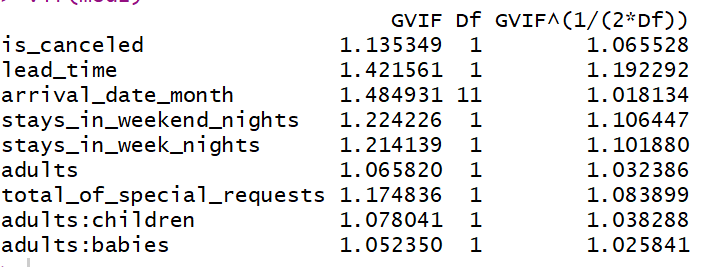 > vif(mod2)
GVIF Df GVIF^(1/(2*Df))
is_canceled 1.135349 1 1.065528
lead_time 1.421561 1 1.192292
arrival_date_month 1.484931 11 1.018134
stays_in_weekend_nights 1.224226 1 1.106447
stays_in_week_nights 1.214139 1 1.101880
adults 1.065820 1 1.032386
total_of_special_requests 1.174836 1 1.083899
adults:children 1.078041 1 1.038288
adults:babies 1.052350 1 1.025841